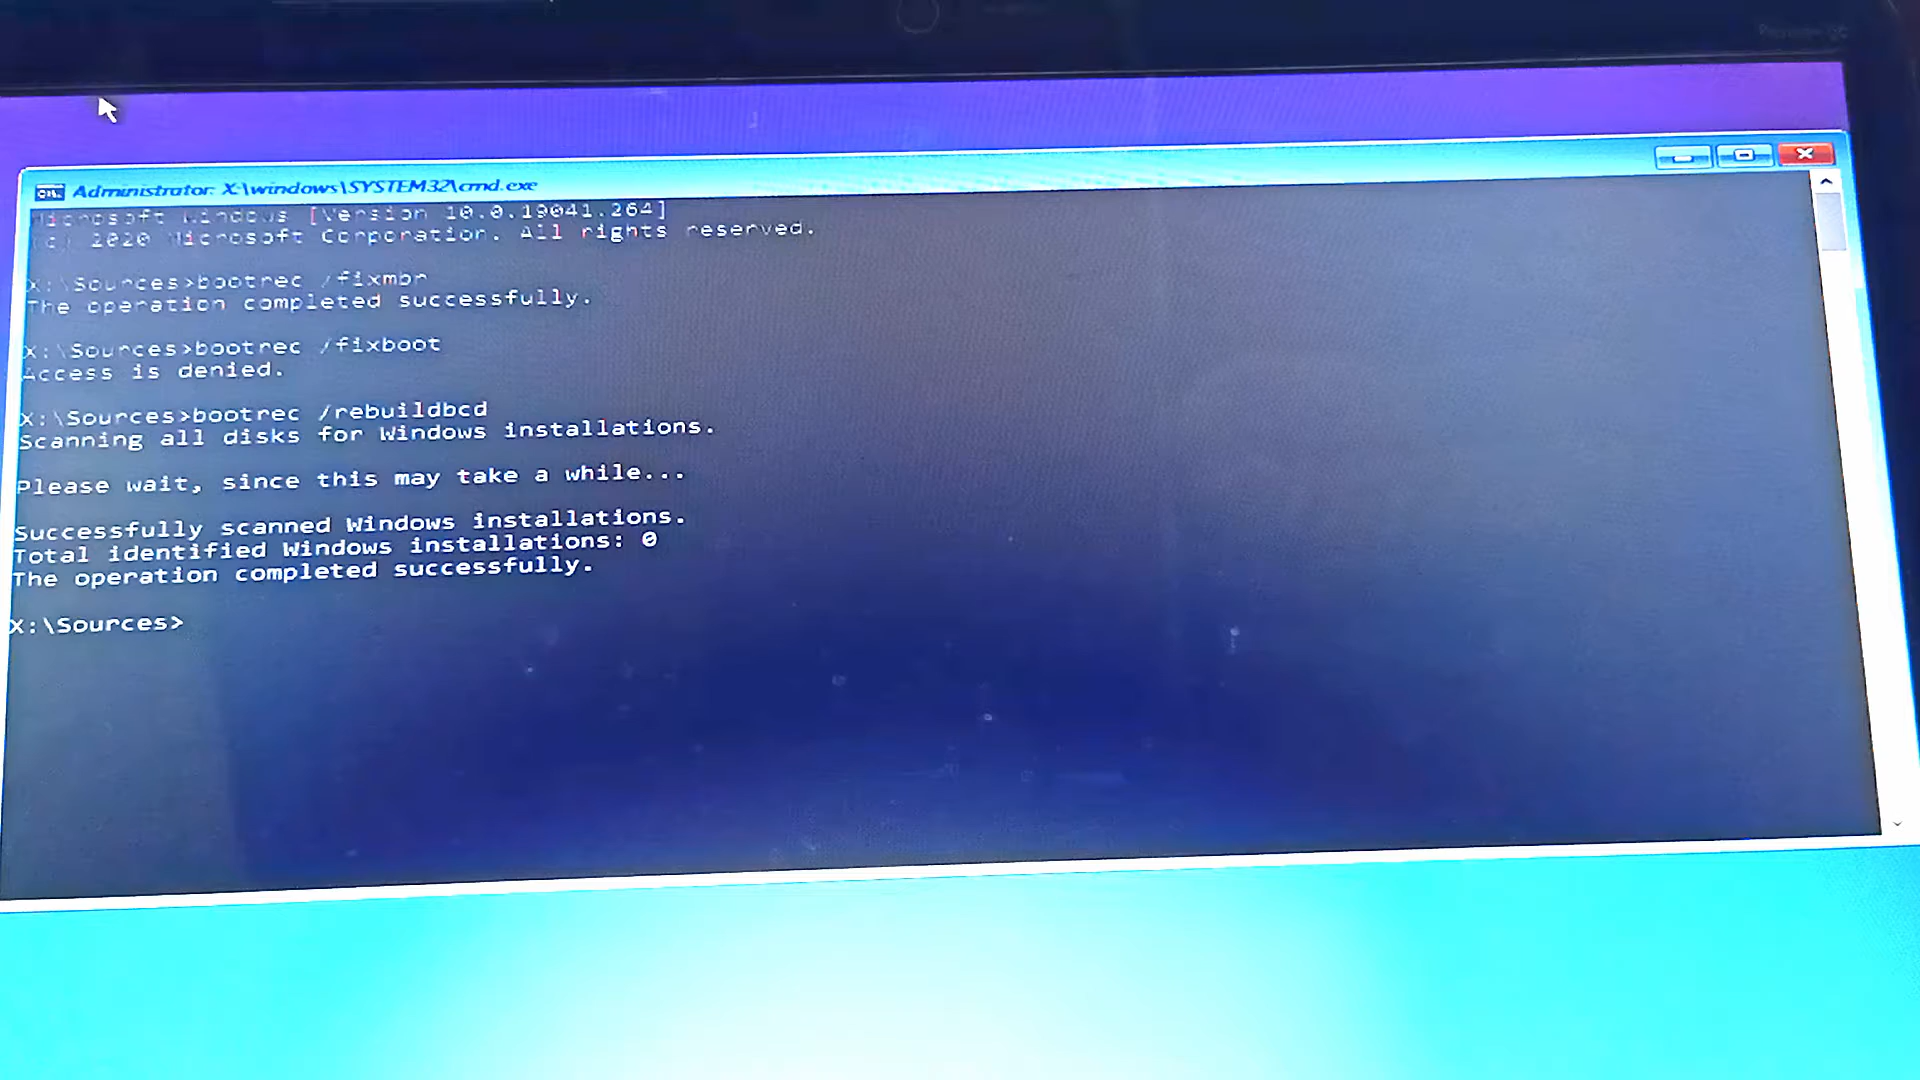 Administrator: X:\windows\SYSTEM32\cmd.exe
Microsoft Windows [Version 10.0.19041.264]
(c) 2020 Microsoft Corporation. All rights reserved.
X:\Sources>bootrec /fixmbr
The operation completed successfully.
X:\Sources>bootrec /fixboot
Access is denied.
X:\Sources>bootrec /rebuildbcd
Scanning all disks for Windows installations.
Please wait, since this may take a while...
Successfully scanned Windows installations.
Total identified Windows installations: 0
The operation completed successfully.
X:\Sources>